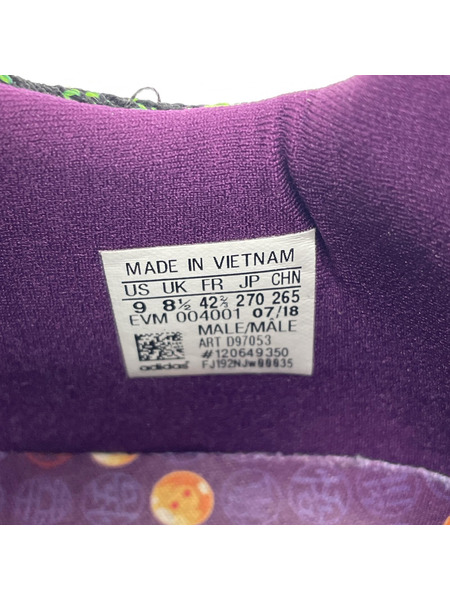 MADE IN VIETNAM
US UK FR JP CHN
9 8½ 42⅔ 270 265
EVM 004001 07/18
MALE/MÂLE
ART D97053
#120649350
adidas FJ192NJW00035